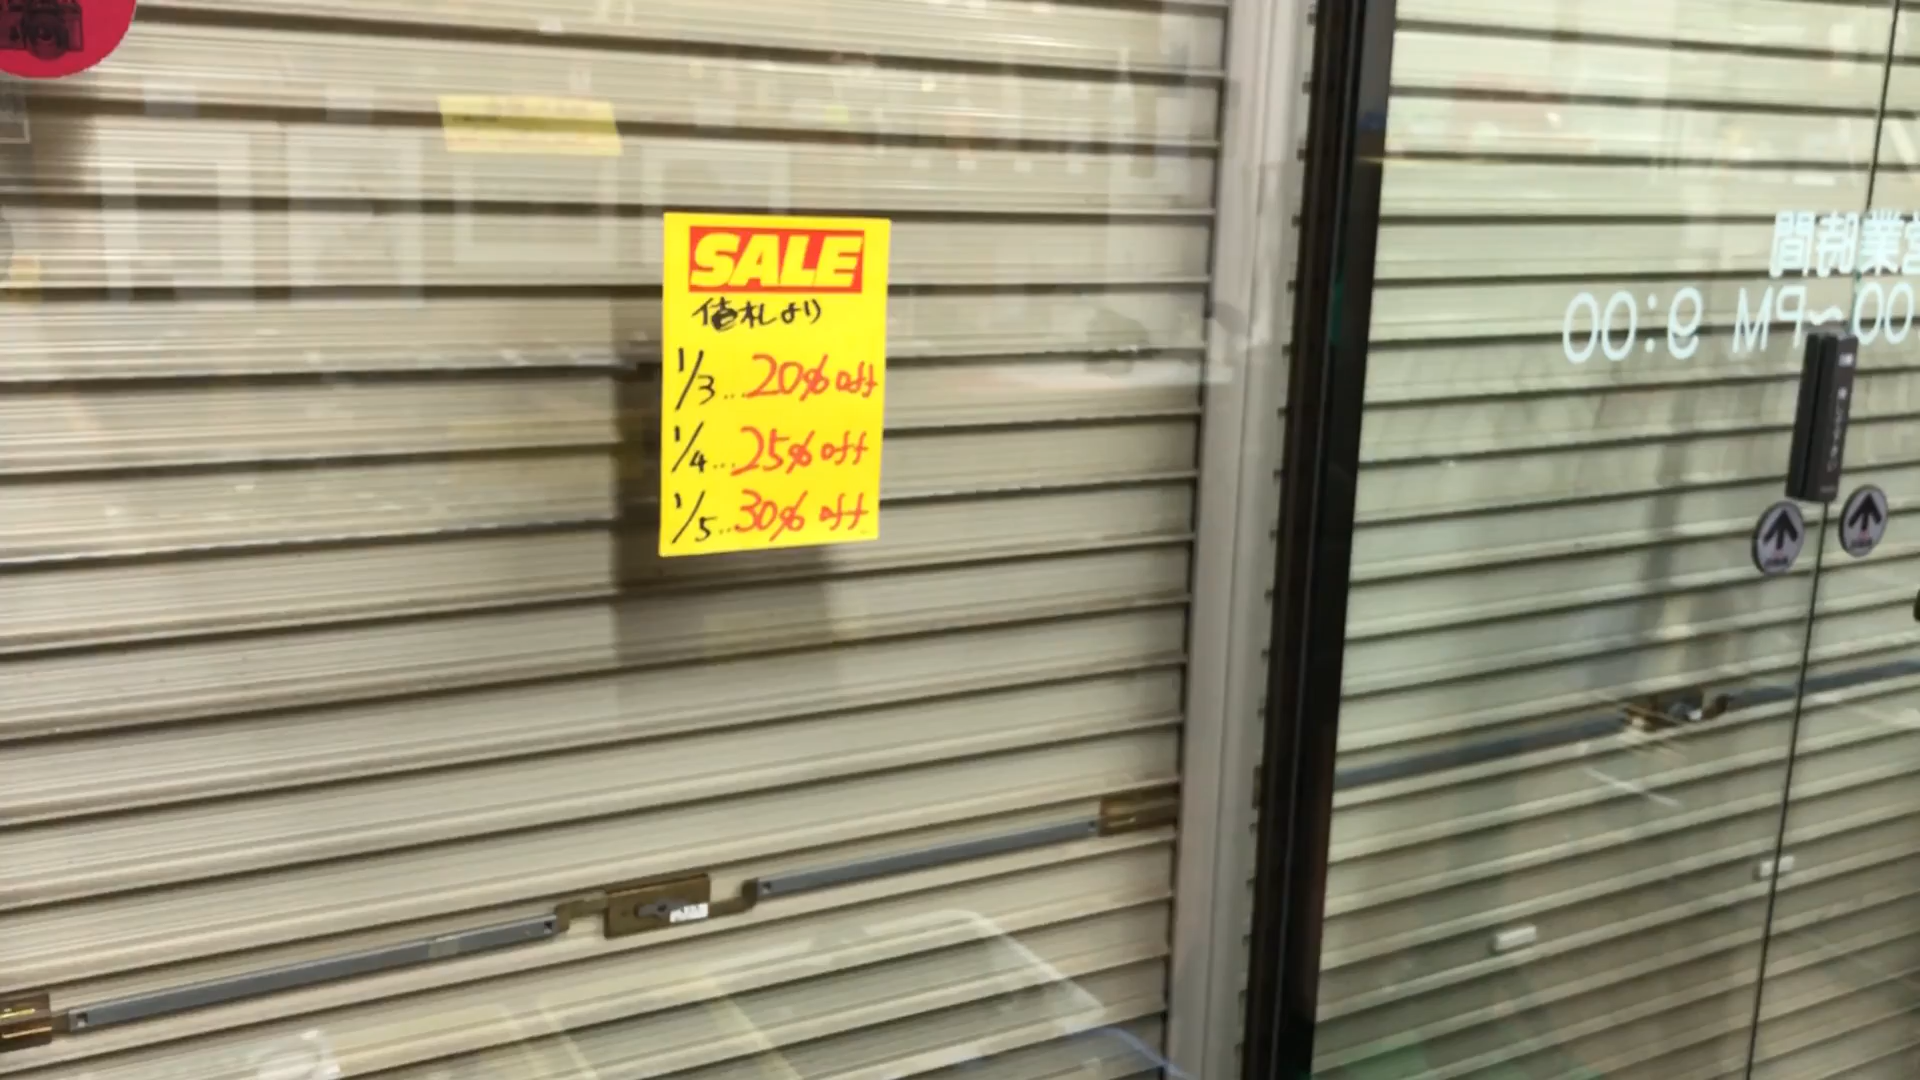 SALE
値札より
1/3...20%off
1/4...25%off
1/5...30%off
営業時間
00~PM 9:00